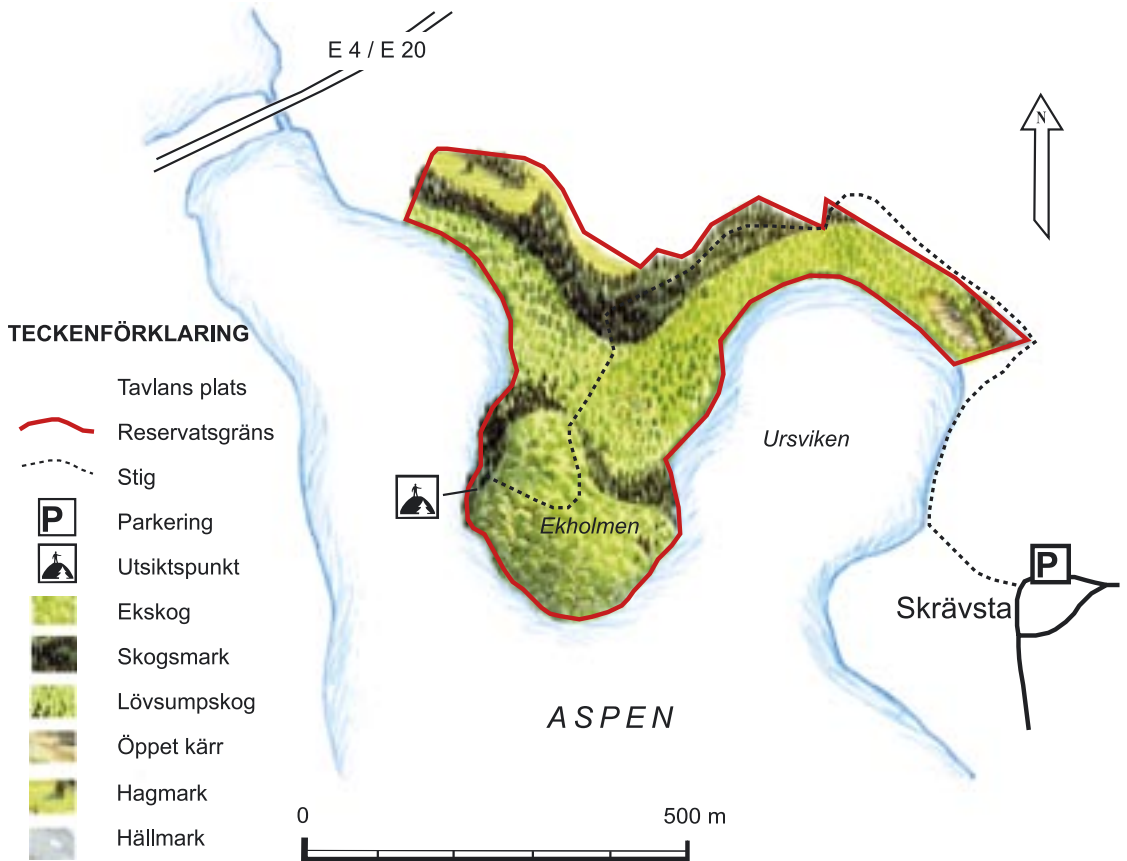 E 4 / E 20
N
TECKENFÖRKLARING
Tavlans plats
Reservatsgräns
Stig
P Parkering
Utsiktspunkt
Ekskog
Skogsmark
Lövsumpskog
Öppet kärr
Hagmark
Hällmark
Ursviken
Ekholmen
P
Skrävsta
ASPEN
0 500 m